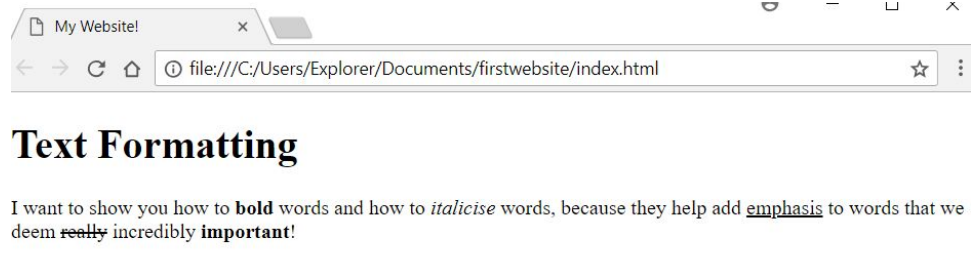 My Website!
file:///C:/Users/Explorer/Documents/firstwebsite/index.html
Text Formatting
I want to show you how to bold words and how to italicise words, because they help add emphasis to words that we
deem really incredibly important!